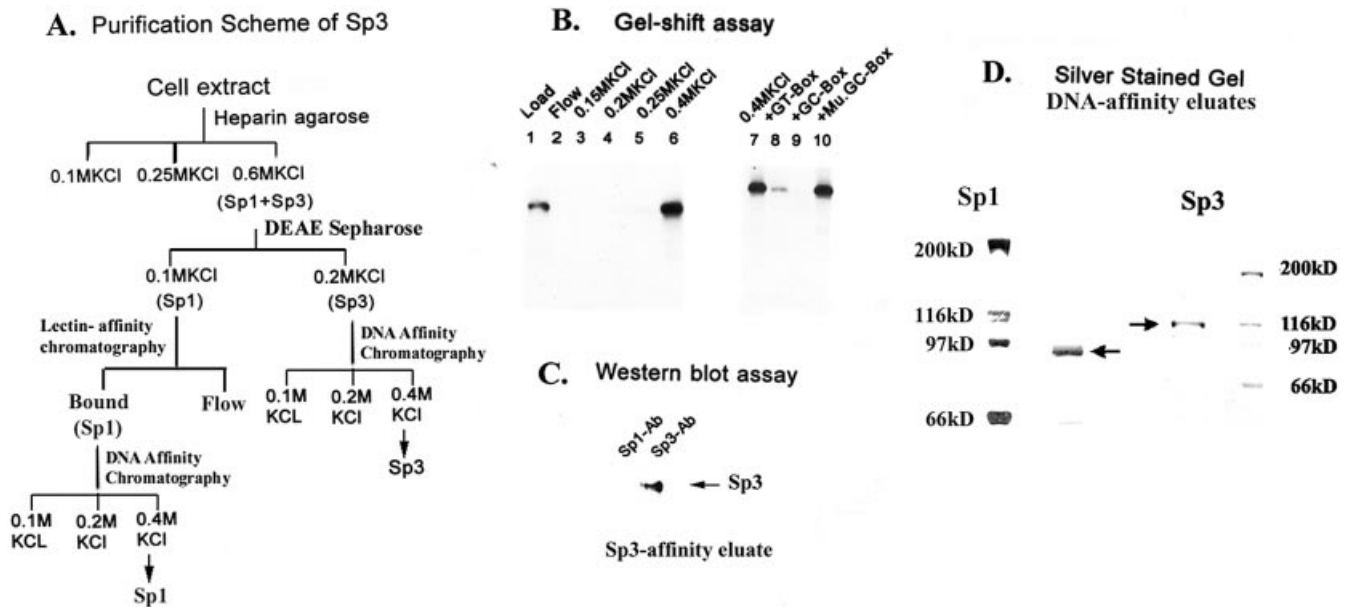 A. Purification Scheme of Sp3
Cell extract
Heparin agarose
0.1MKCl 0.25MKCl 0.6MKCl
(Sp1+Sp3)
DEAE Sepharose
0.1MKCl 0.2MKCl
(Sp1) (Sp3)
Lectin- affinity
chromatography
DNA Affinity
Chromatography
Bound Flow
(Sp1)
0.1M 0.2M 0.4M
KCL KCl KCl
Sp3
DNA Affinity
Chromatography
0.1M 0.2M 0.4M
KCL KCl KCl
Sp1
B. Gel-shift assay
Load
Flow
0.15MKCl
0.2MKCl
0.25MKCl
0.4MKCl
0.4MKCl
+GT-Box
+GC-Box
+Mu.GC-Box
1 2 3 4 5 6 7 8 9 10
C. Western blot assay
Sp1-Ab
Sp3-Ab
Sp3
Sp3-affinity eluate
D. Silver Stained Gel
DNA-affinity eluates
Sp1 Sp3
200kD
116kD
97kD
66kD
200kD
116kD
97kD
66kD